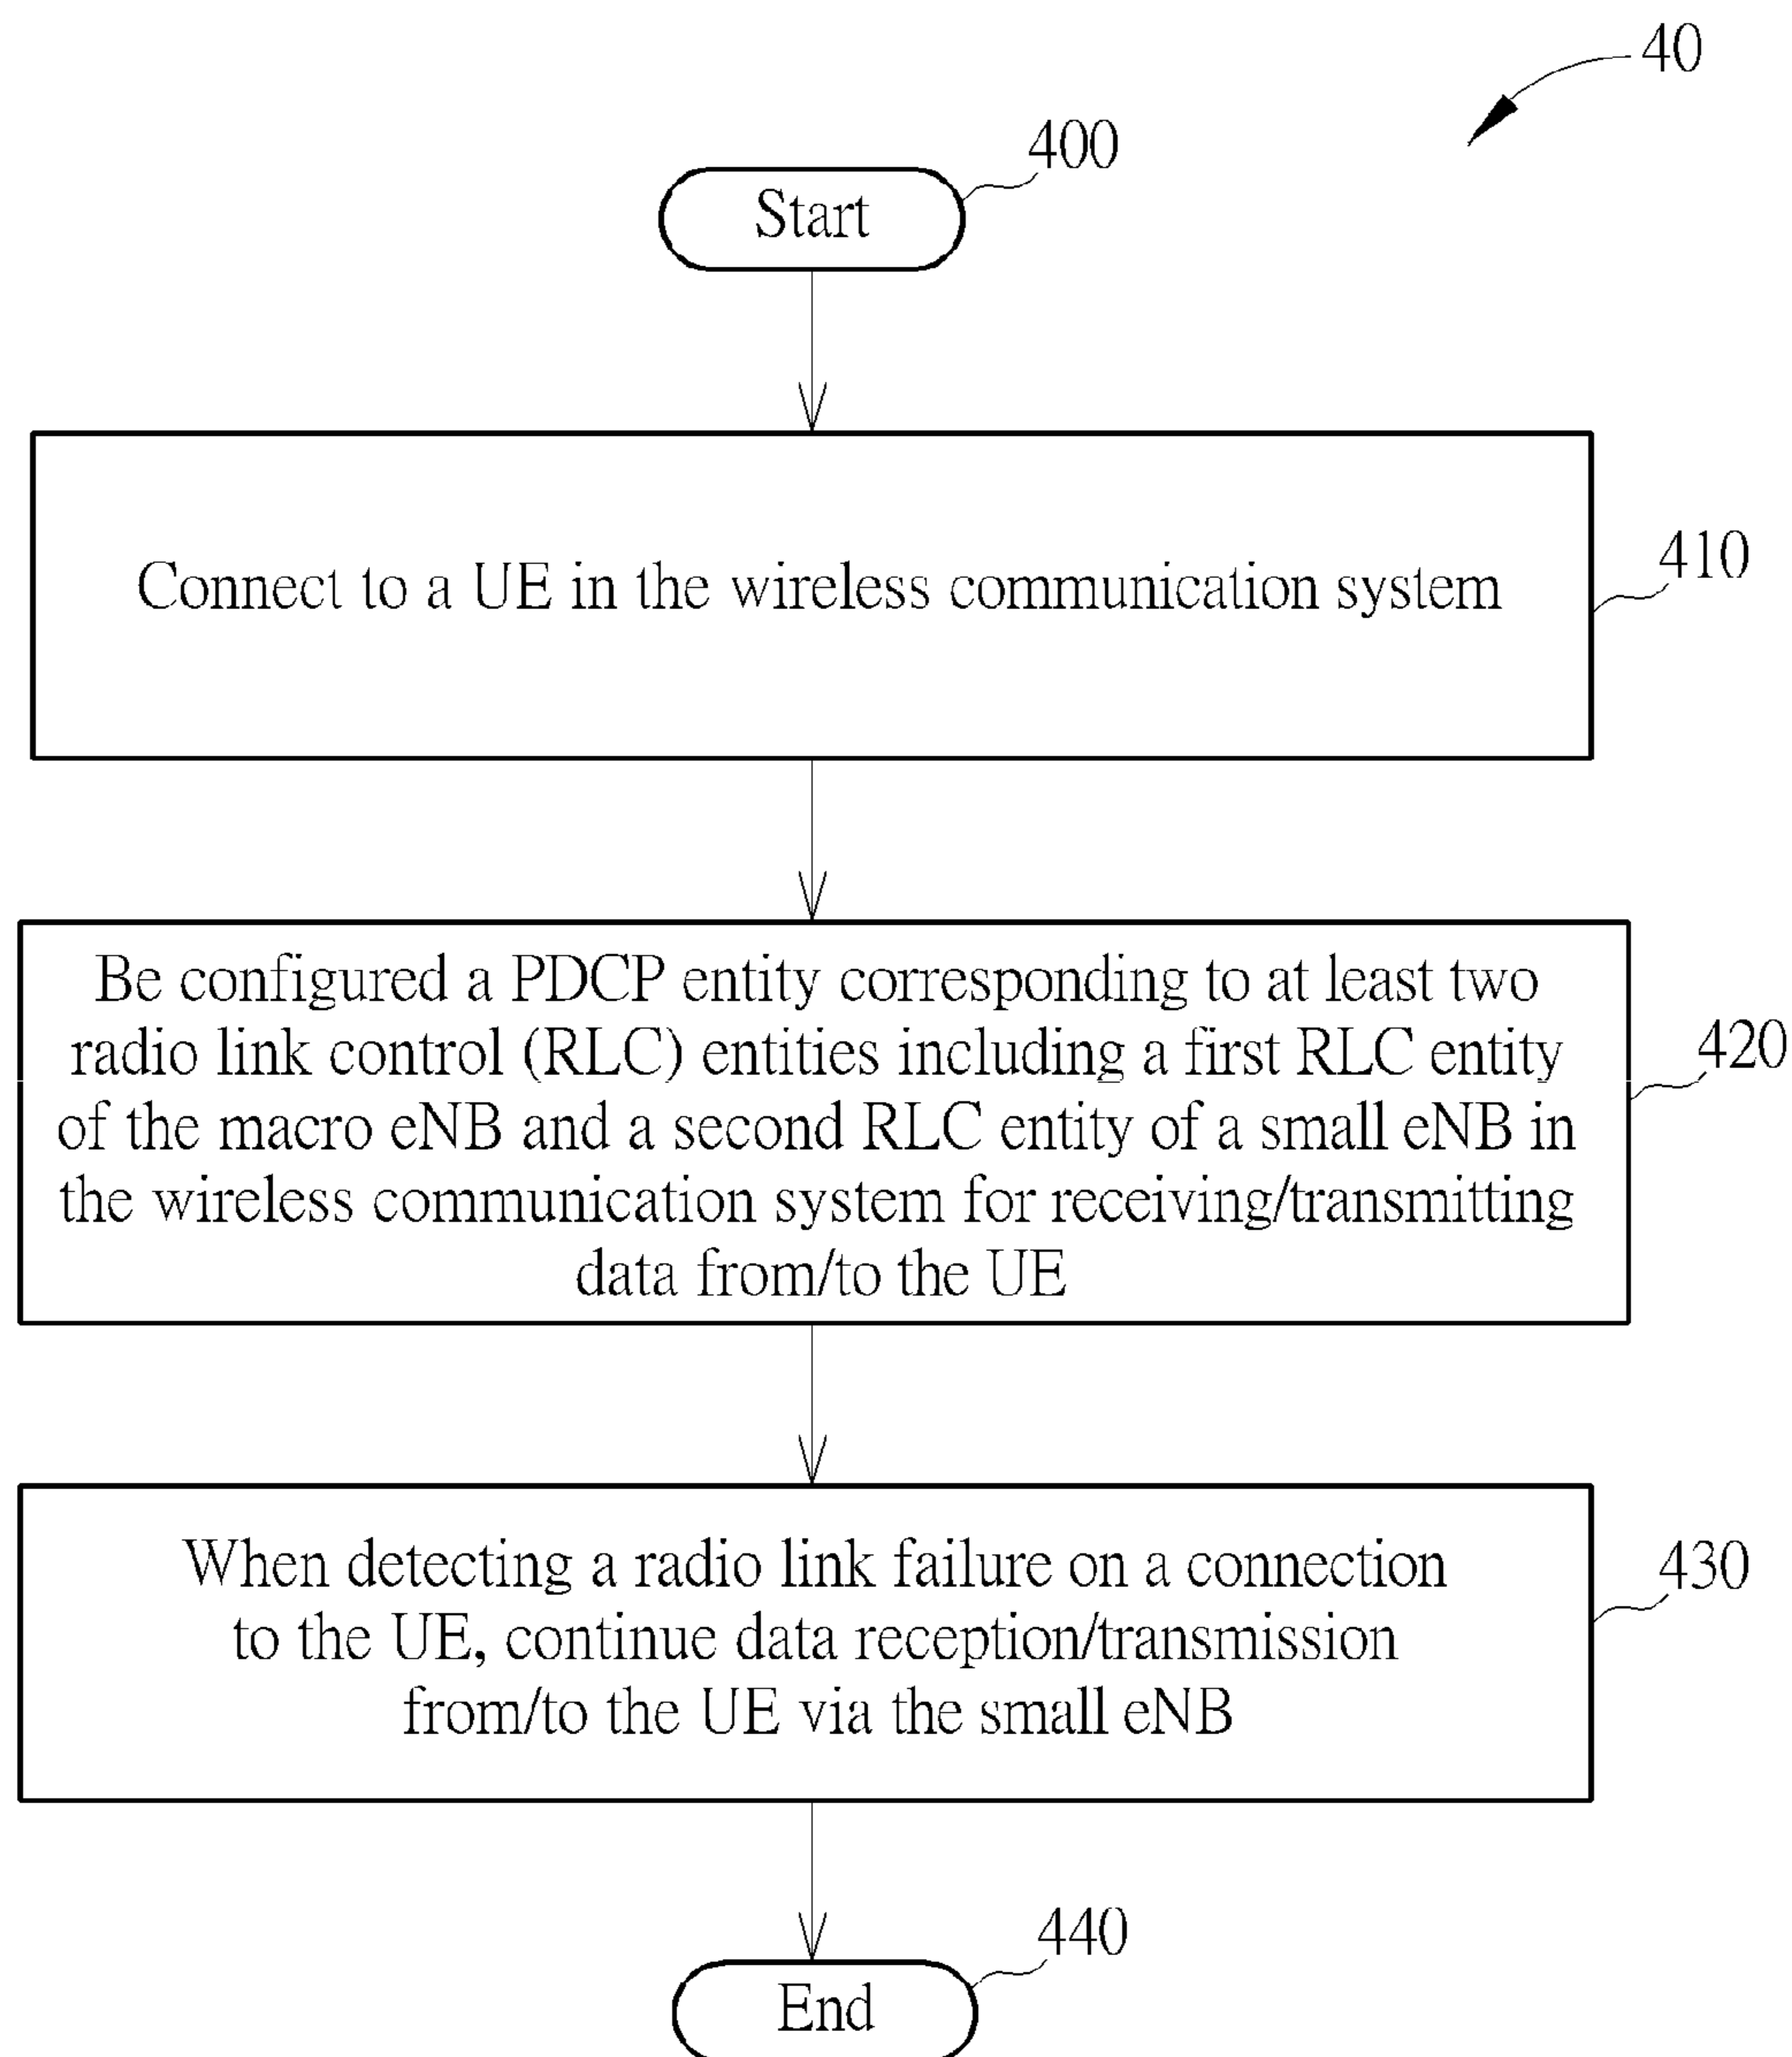 40
400
Start
Connect to a UE in the wireless communication system
410
Be configured a PDCP entity corresponding to at least two
radio link control (RLC) entities including a first RLC entity
of the macro eNB and a second RLC entity of a small eNB in
the wireless communication system for receiving/transmitting
data from/to the UE
420
When detecting a radio link failure on a connection
to the UE, continue data reception/transmission
from/to the UE via the small eNB
430
440
End